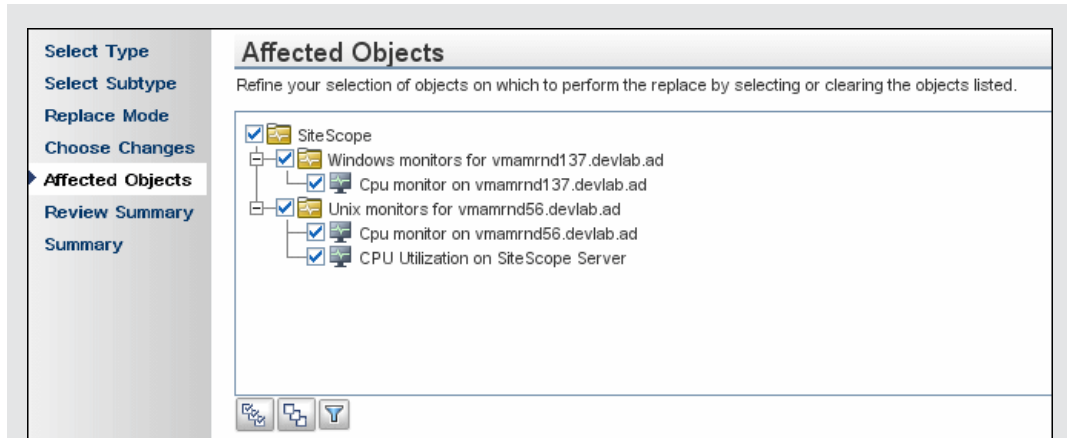 Select Type
Select Subtype
Replace Mode
Choose Changes
Affected Objects
Review Summary
Summary
Affected Objects
Refine your selection of objects on which to perform the replace by selecting or clearing the objects listed.
SiteScope
Windows monitors for vmamrnd137.devlab.ad
Cpu monitor on vmamrnd137.devlab.ad
Unix monitors for vmamrnd56.devlab.ad
Cpu monitor on vmamrnd56.devlab.ad
CPU Utilization on SiteScope Server